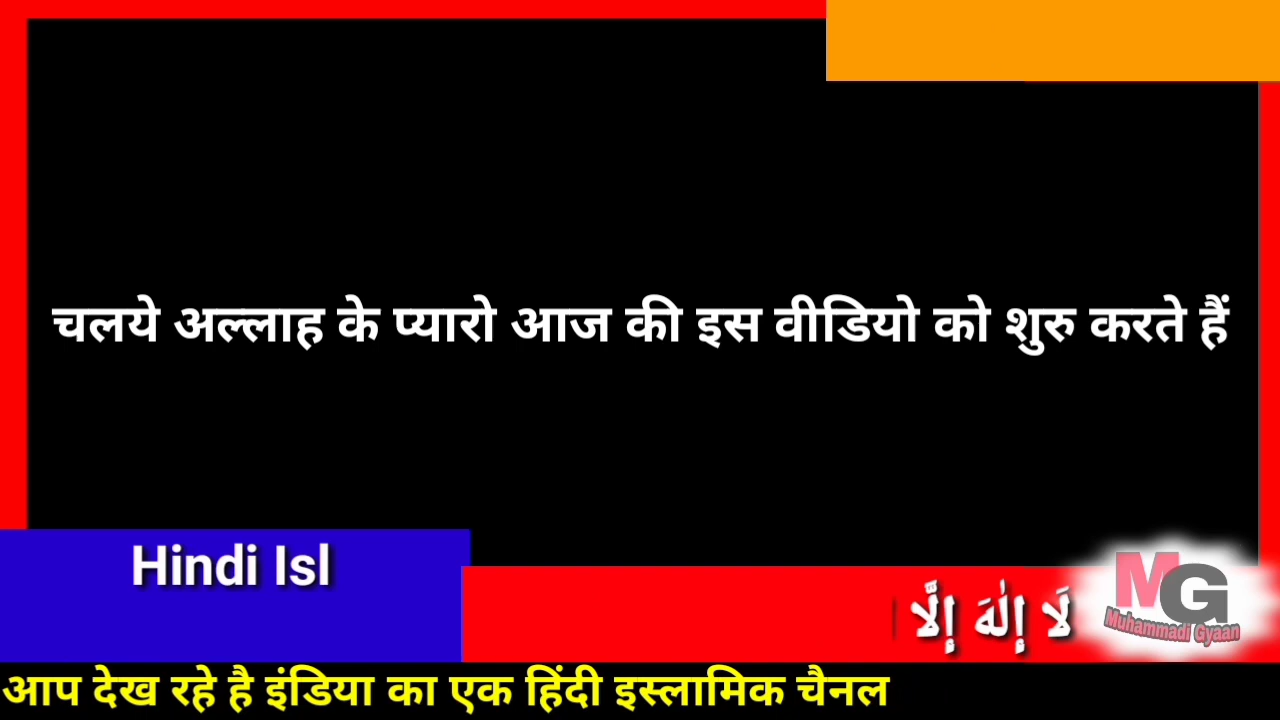 चलये अल्लाह के प्यारो आज की इस वीडियो को शुरु करते हैं
Hindi Isl
لَا إِلٰهَ إِلَّا
MG
Muhammadi Gyaan
आप देख रहे है इंडिया का एक हिंदी इस्लामिक चैनल